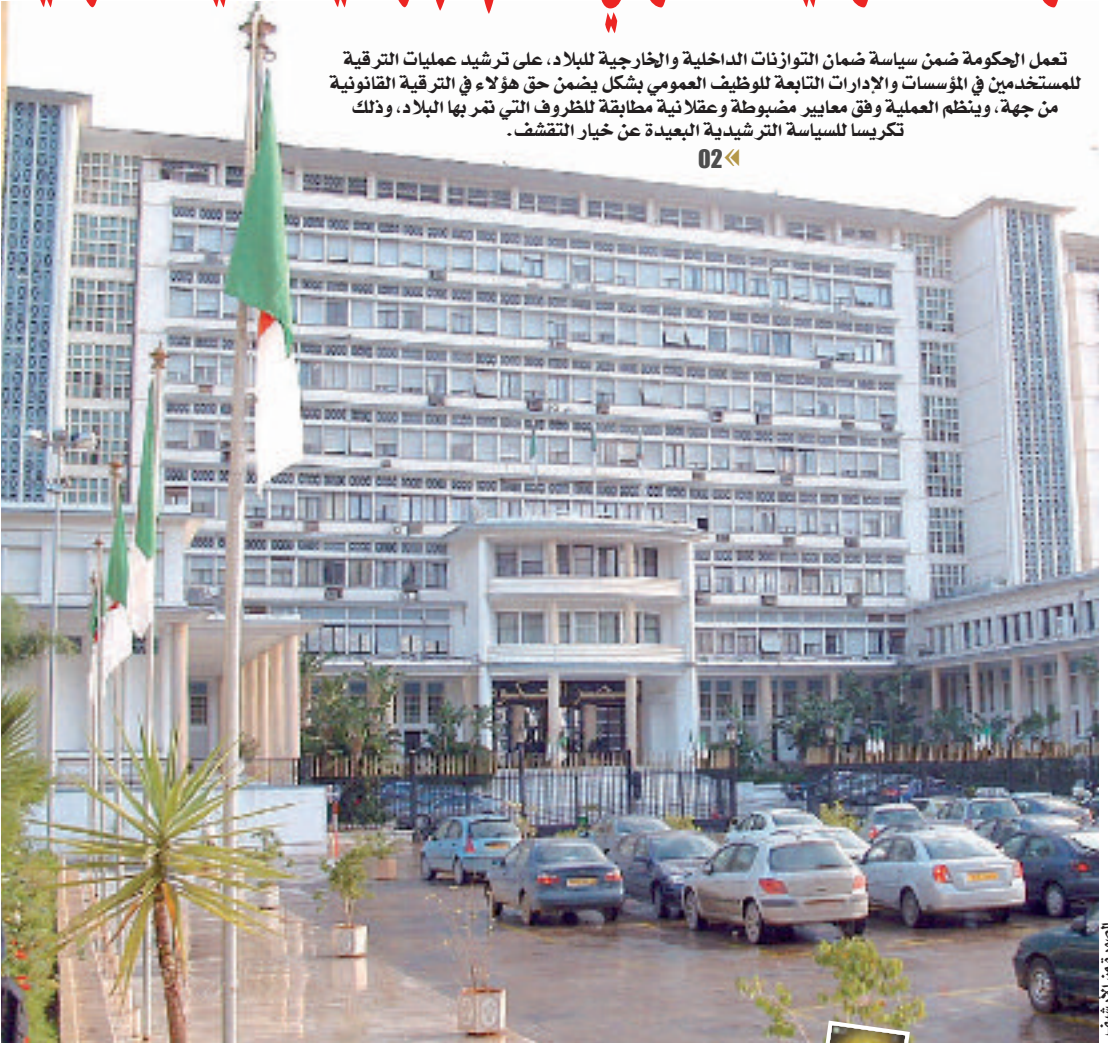 تعمل الحكومة ضمن سياسة ضمان التوازنات الداخلية والخارجية للبلاد، على ترشيد عمليات الترقية
للمستخدمين في المؤسسات والإدارات التابعة للوظيف العمومي بشكل يضمن حق هؤلاء في الترقية القانونية
من جهة، وينظم العملية وفق معايير مضبوطة وعقلانية مطابقة للظروف التي تمر بها البلاد، وذلك
تكريسا للسياسة الترشيدية البعيدة عن خيار التقشف.
02